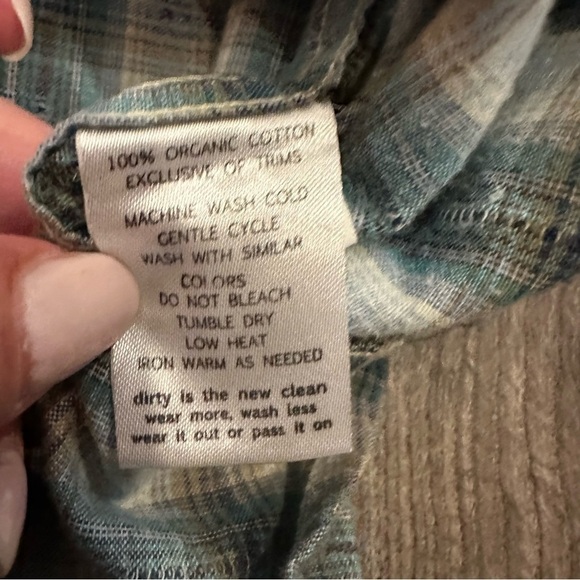 100% ORGANIC COTTON
EXCLUSIVE OF TRIMS
MACHINE WASH COLD
GENTLE CYCLE
WASH WITH SIMILAR
COLORS
DO NOT BLEACH
TUMBLE DRY
LOW HEAT
IRON WARM AS NEEDED
dirty is the new clean
wear more, wash less
wear it out or pass it on